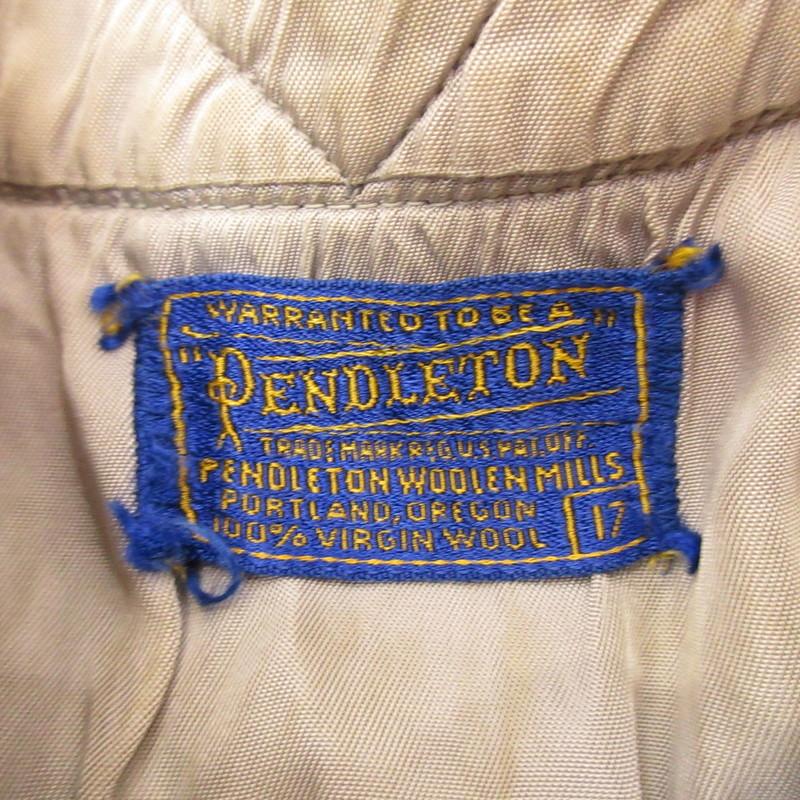 WARRANTED TO BE A
"PENDLETON"
TRADE MARK REG. U.S. PAT. OFF.
PENDLETON WOOLEN MILLS
PORTLAND, OREGON
100% VIRGIN WOOL
17